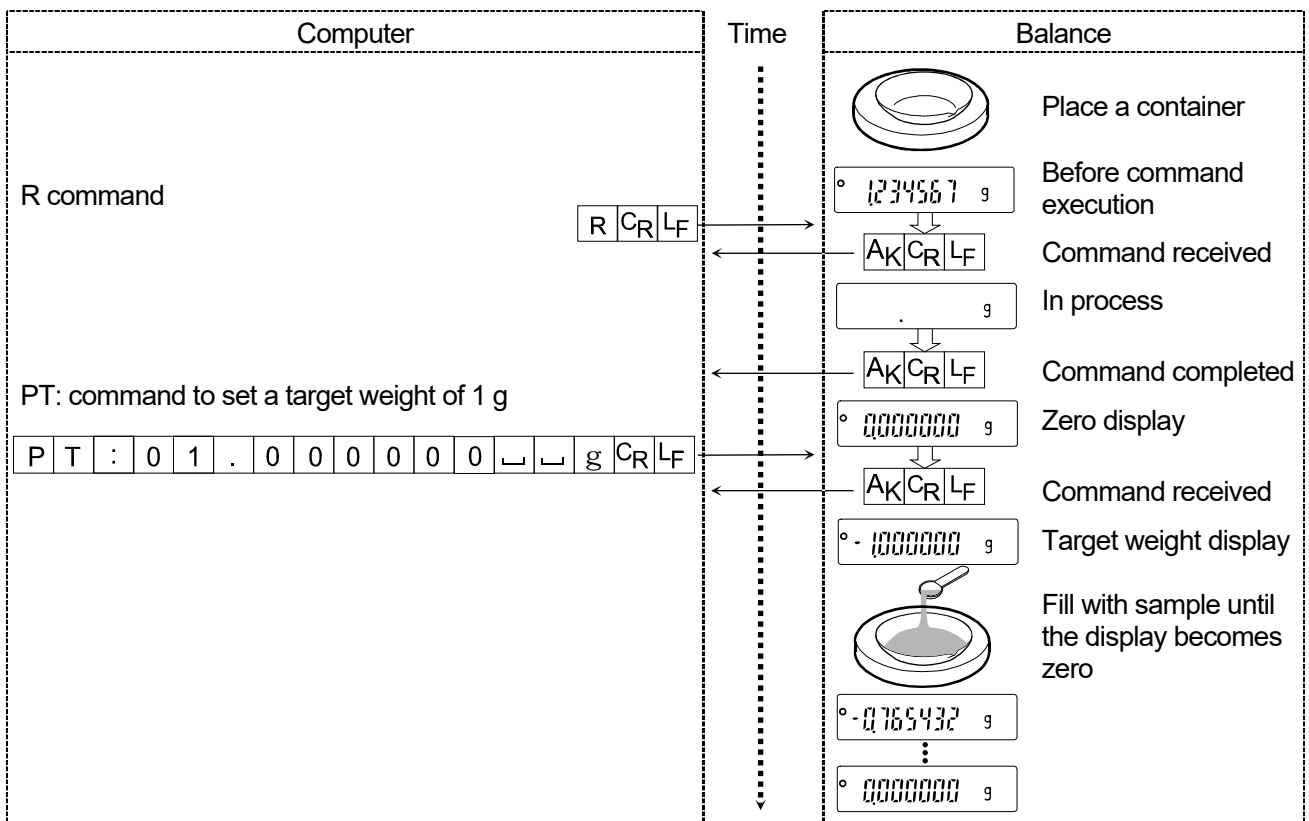 Computer
Time
Balance
Place a container
R command
1.234567 g
Before command
execution
R CR LF
AK CR LF
Command received
. g
In process
AK CR LF
Command completed
PT: command to set a target weight of 1 g
0.000000 g
Zero display
P T : 0 1 . 0 0 0 0 0 0 ⎵ ⎵ g CR LF
AK CR LF
Command received
-1.000000 g
Target weight display
Fill with sample until
the display becomes
zero
-0.765432 g
0.000000 g